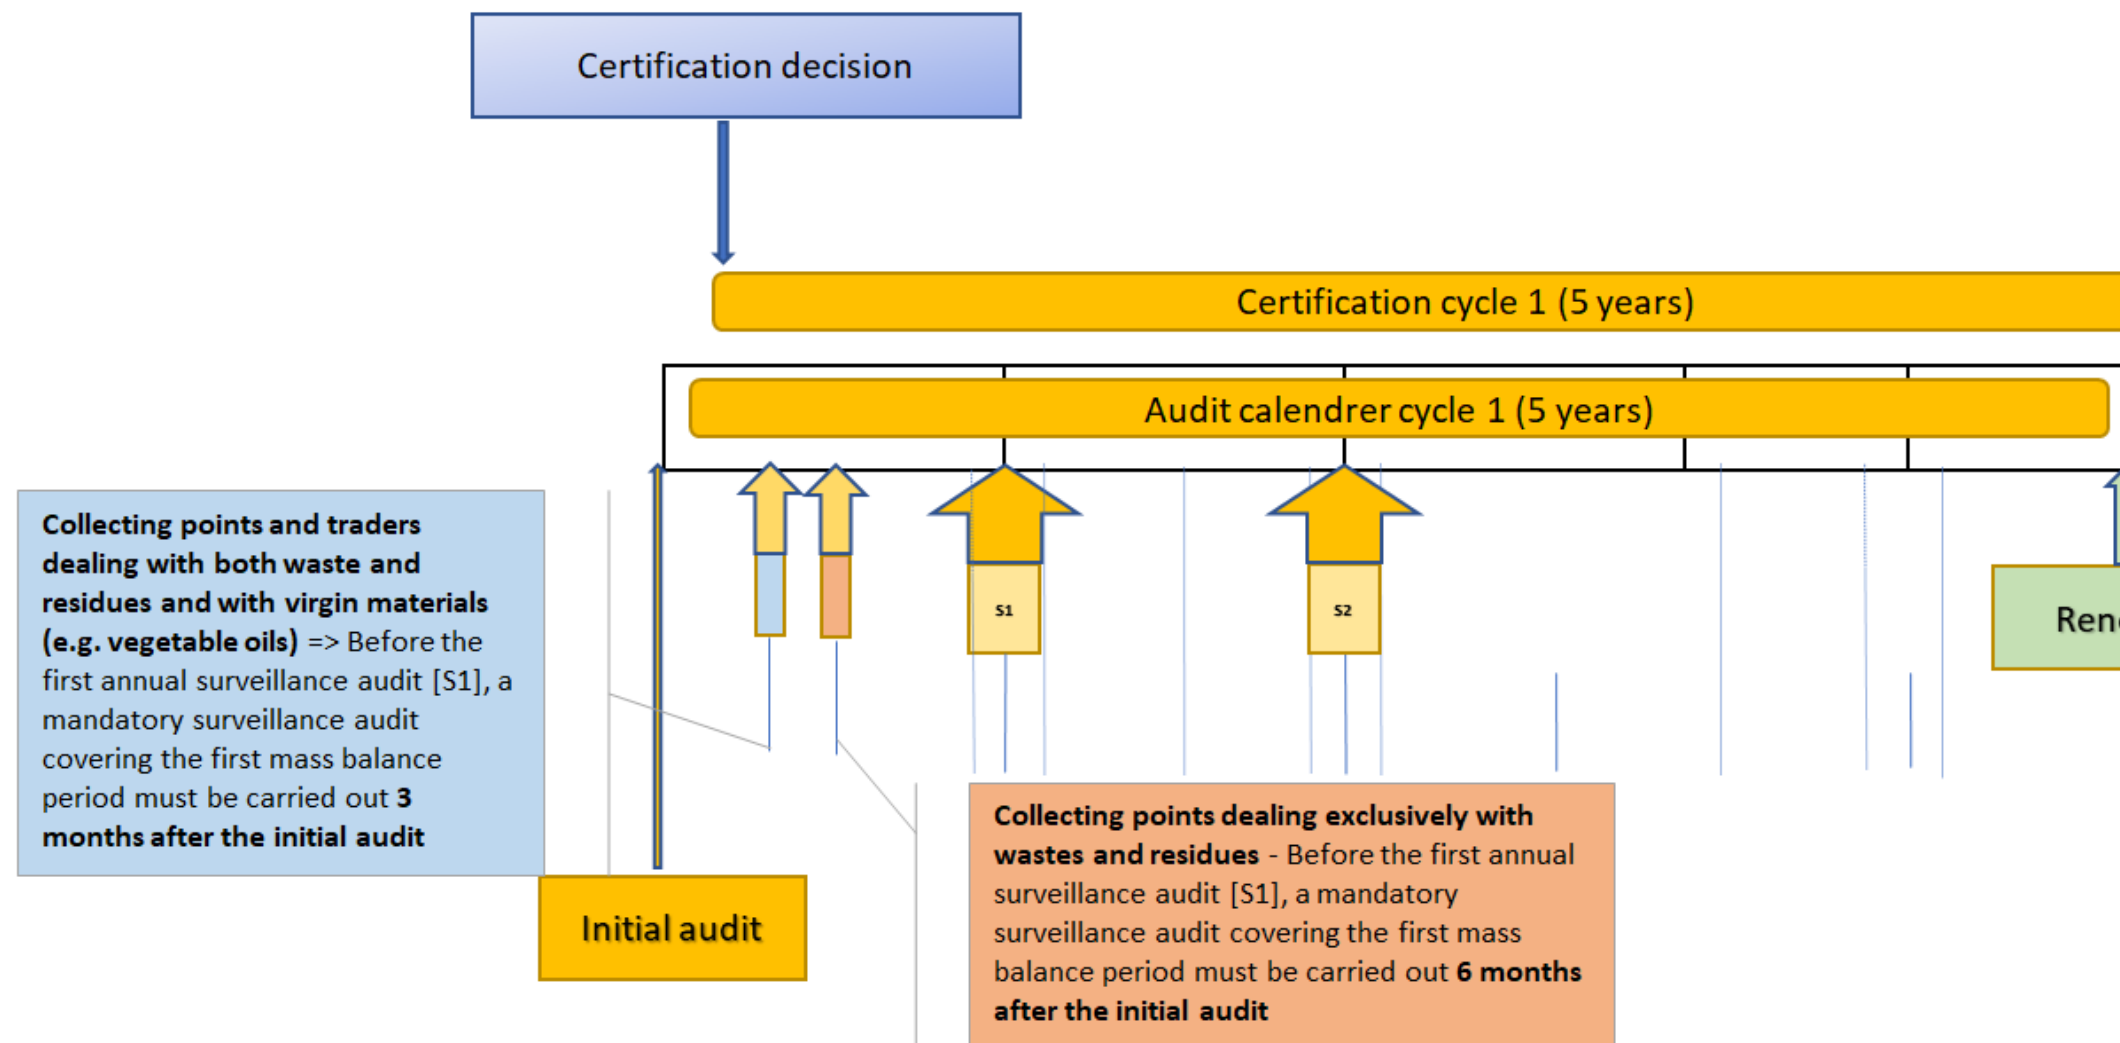 Certification decision
Certification cycle 1 (5 years)
Audit calendrer cycle 1 (5 years)
Collecting points and traders
dealing with both waste and
residues and with virgin materials
(e.g. vegetable oils) => Before the
first annual surveillance audit [S1], a
mandatory surveillance audit
covering the first mass balance
period must be carried out 3
months after the initial audit
S1
S2
Initial audit
Collecting points dealing exclusively with
wastes and residues - Before the first annual
surveillance audit [S1], a mandatory
surveillance audit covering the first mass
balance period must be carried out 6 months
after the initial audit